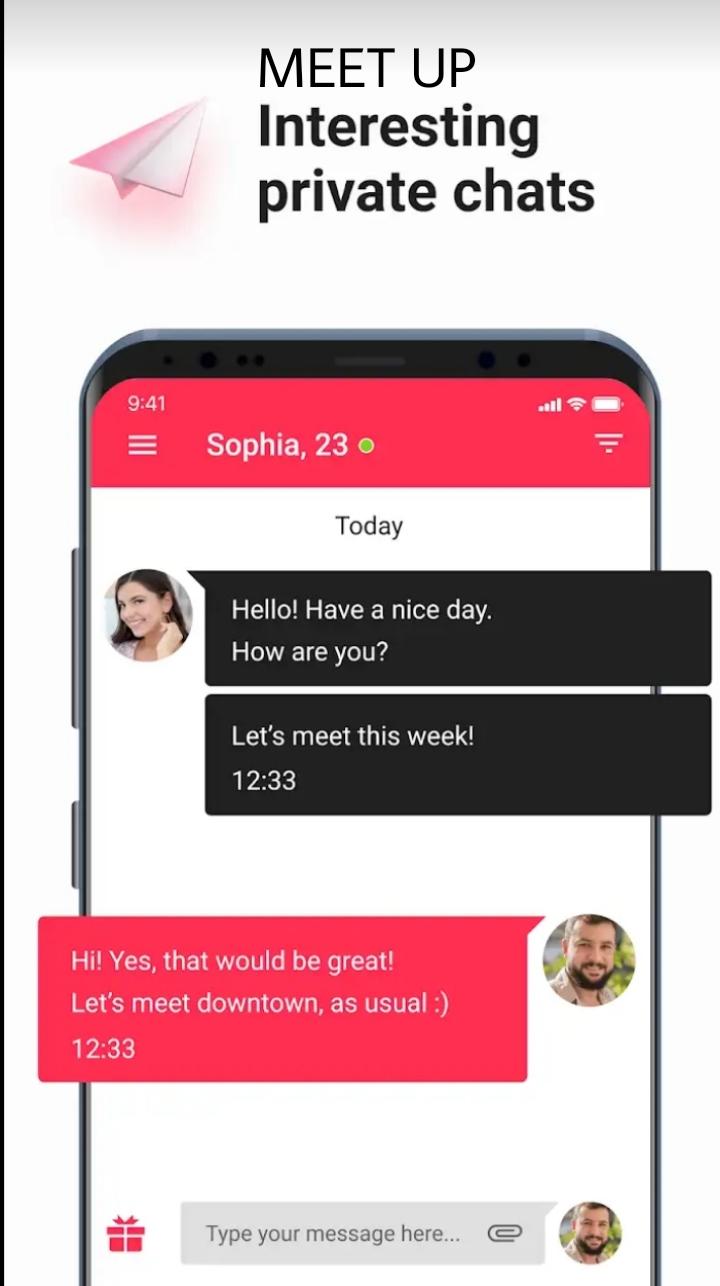 MEET UP
Interesting
private chats
9:41
Sophia, 23
Today
Hello! Have a nice day.
How are you?
Let's meet this week!
12:33
Hi! Yes, that would be great!
Let's meet downtown, as usual :)
12:33
Type your message here...